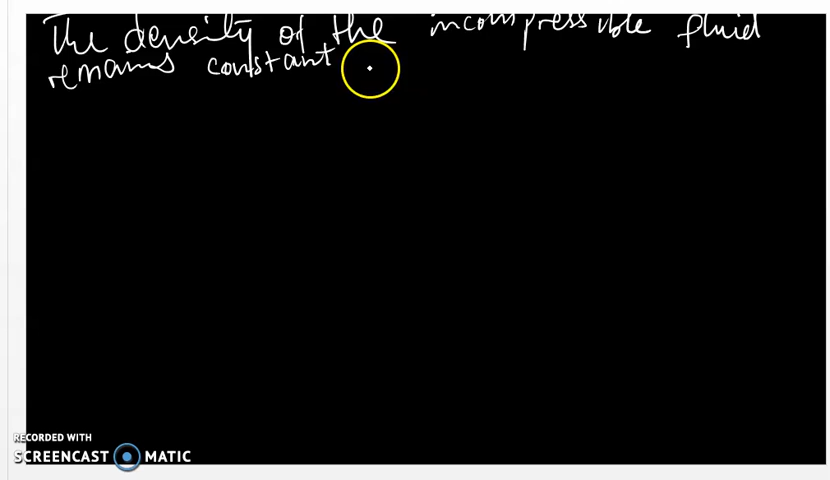 The density of the incompressible fluid
remains constant
RECORDED WITH
SCREENCAST MATIC